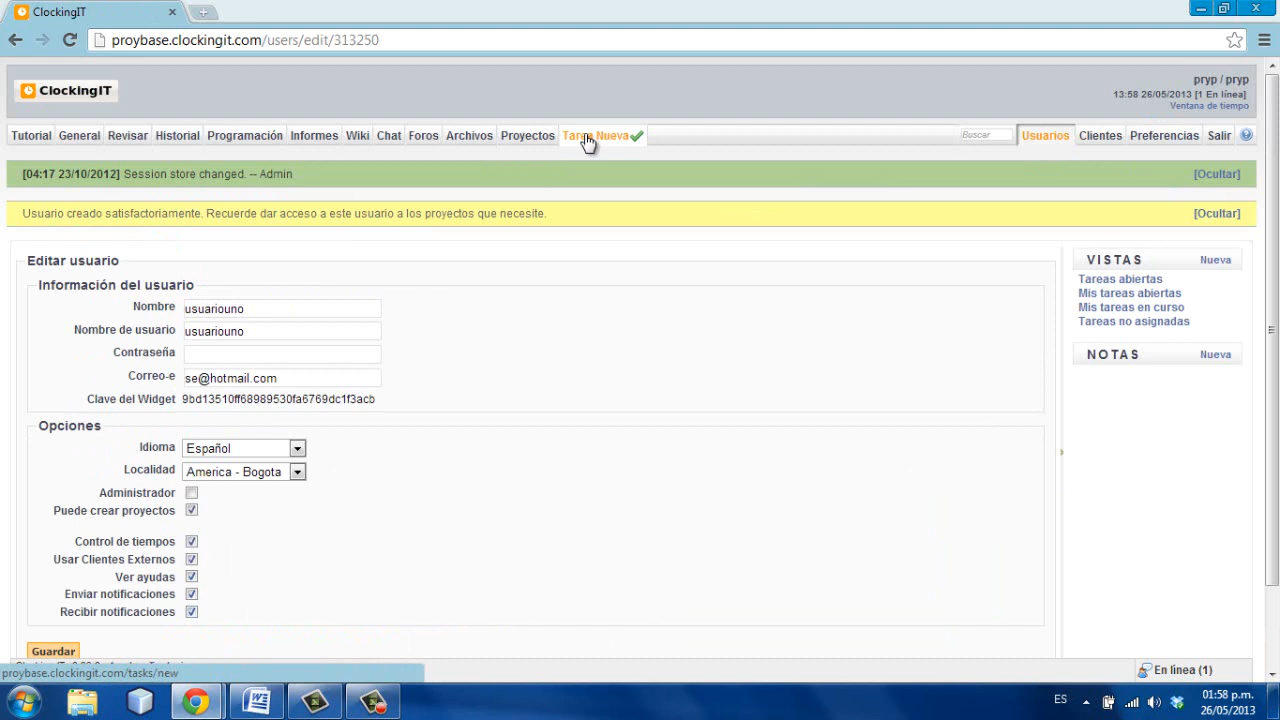 ClockingIT
proybase.clockingit.com/users/edit/313250
ClockingIT
pryp / pryp
13:58 26/05/2013 [1 En línea]
Ventana de tiempo
Tutorial General Revisar Historial Programación Informes Wiki Chat Foros Archivos Proyectos Tarea Nueva Buscar Usuarios Clientes Preferencias Salir
[04:17 23/10/2012] Session store changed. -- Admin [Ocultar]
Usuario creado satisfactoriamente. Recuerde dar acceso a este usuario a los proyectos que necesite. [Ocultar]
Editar usuario
Información del usuario
Nombre usuariouno
Nombre de usuario usuariouno
Contraseña
Correo-e se@hotmail.com
Clave del Widget 9bd13510ff68989530fa6769dc1f3acb
Opciones
Idioma Español
Localidad America - Bogota
Administrador
Puede crear proyectos
Control de tiempos
Usar Clientes Externos
Ver ayudas
Enviar notificaciones
Recibir notificaciones
Guardar
VISTAS Nueva
Tareas abiertas
Mis tareas abiertas
Mis tareas en curso
Tareas no asignadas
NOTAS Nueva
proybase.clockingit.com/tasks/new
En línea (1)
ES
01:58 p.m.
26/05/2013